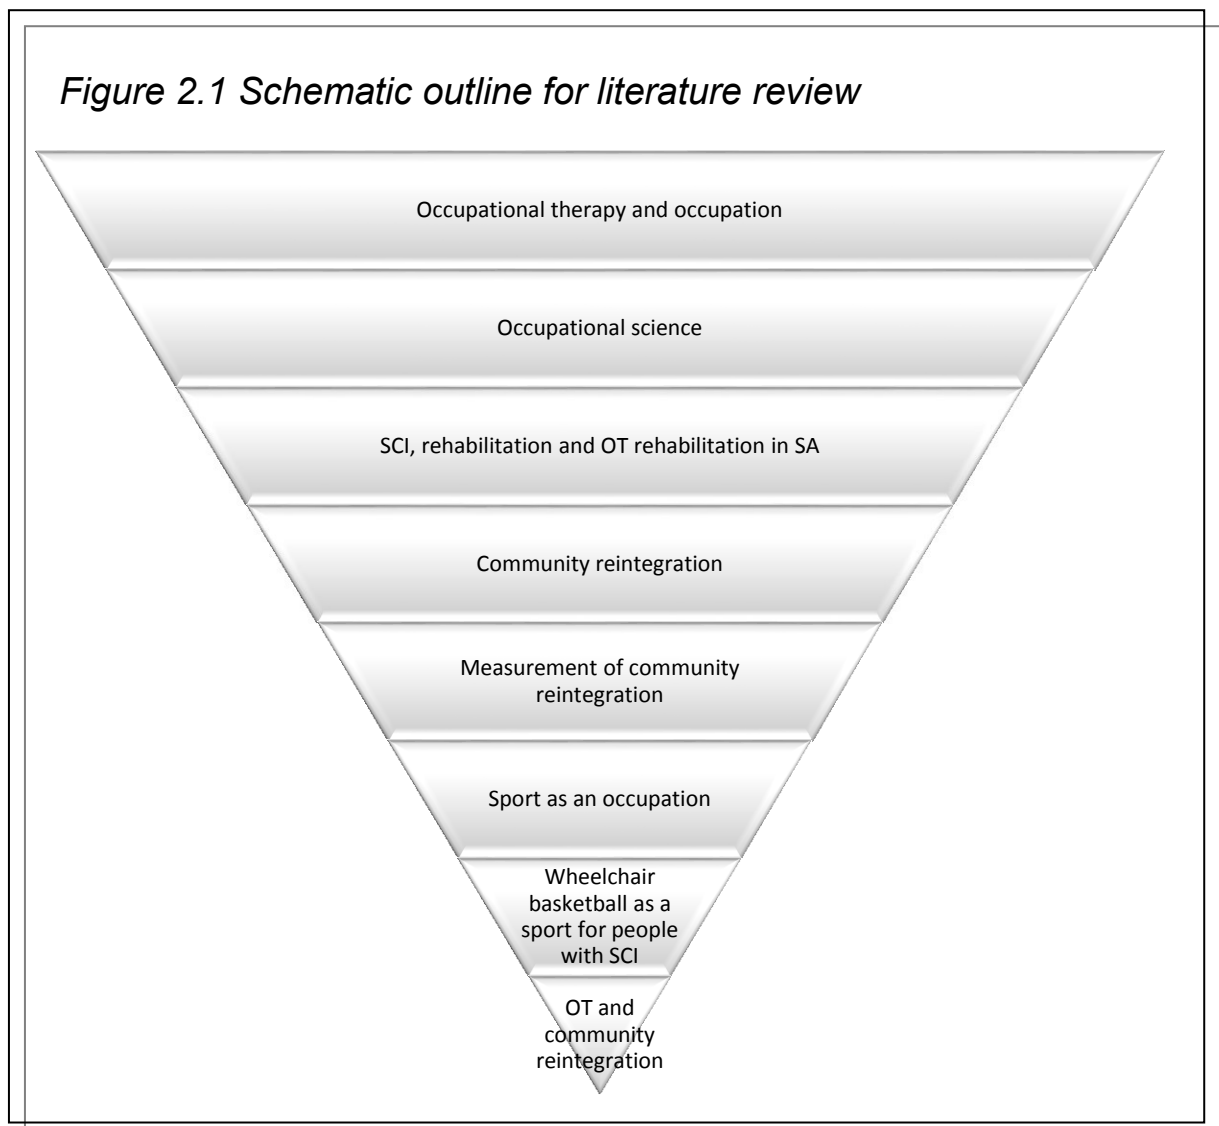 Figure 2.1 Schematic outline for literature review
Occupational therapy and occupation
Occupational science
SCI, rehabilitation and OT rehabilitation in SA
Community reintegration
Measurement of community
reintegration
Sport as an occupation
Wheelchair
basketball as a
sport for people
with SCI
OT and
community
reintegration